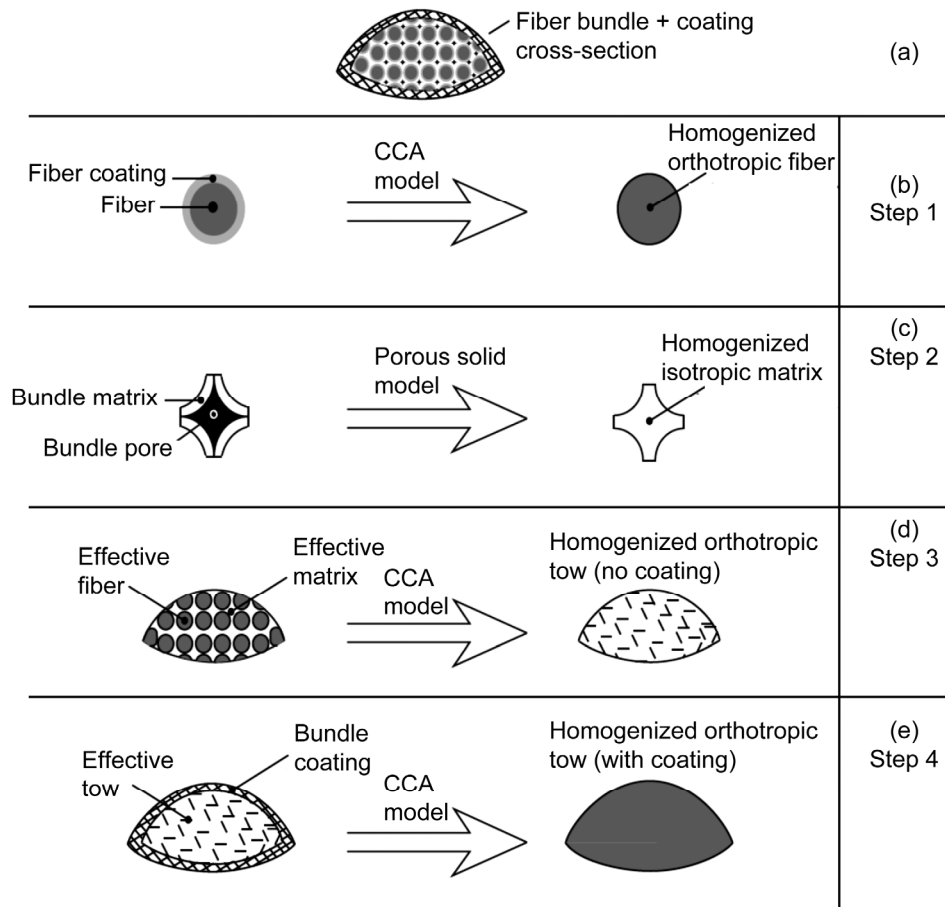 Fiber bundle + coating
cross-section
(a)
Fiber coating
Fiber
CCA
model
Homogenized
orthotropic fiber
(b)
Step 1
Bundle matrix
Bundle pore
Porous solid
model
Homogenized
isotropic matrix
(c)
Step 2
Effective
fiber
Effective
matrix
CCA
model
Homogenized orthotropic
tow (no coating)
(d)
Step 3
Effective
tow
Bundle
coating
CCA
model
Homogenized orthotropic
tow (with coating)
(e)
Step 4